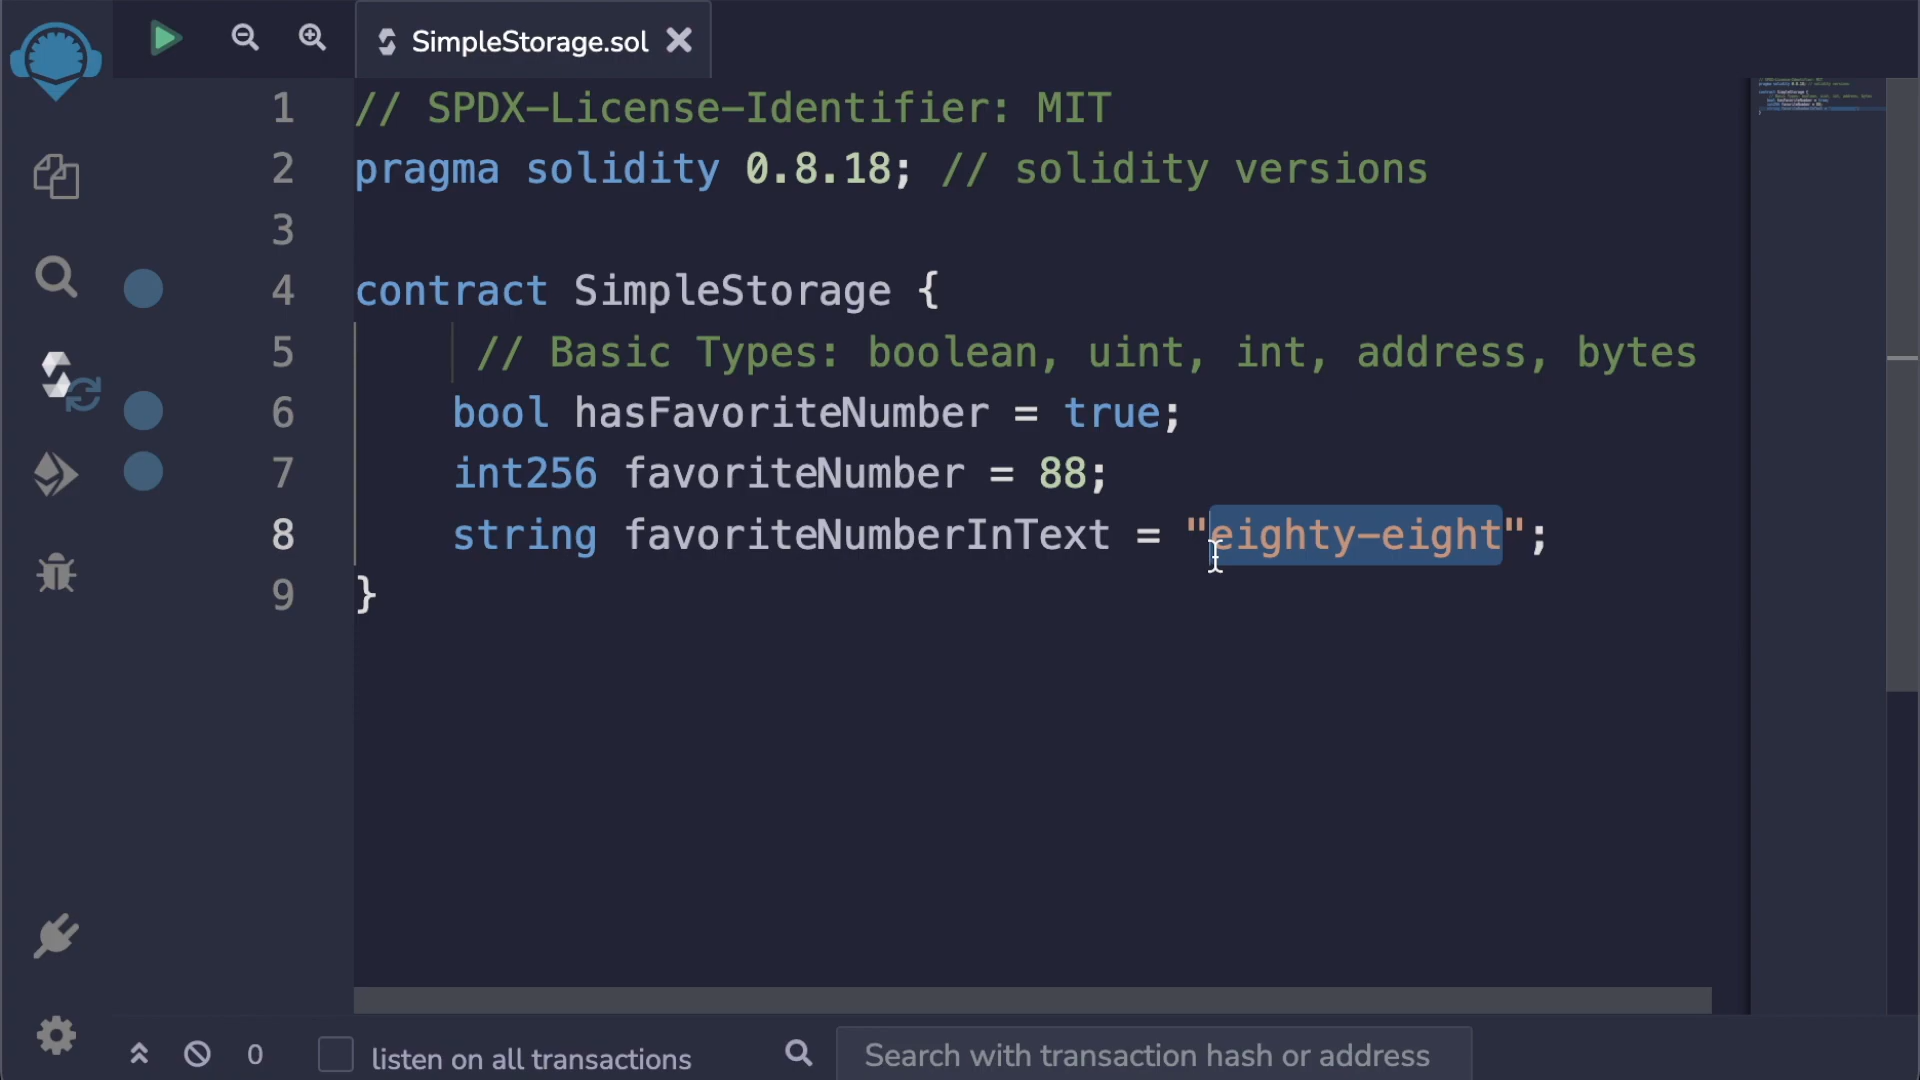 SimpleStorage.sol
1 // SPDX-License-Identifier: MIT
2 pragma solidity 0.8.18; // solidity versions
3
4 contract SimpleStorage {
5 // Basic Types: boolean, uint, int, address, bytes
6 bool hasFavoriteNumber = true;
7 int256 favoriteNumber = 88;
8 string favoriteNumberInText = "eighty-eight";
9 }
0 listen on all transactions Search with transaction hash or address